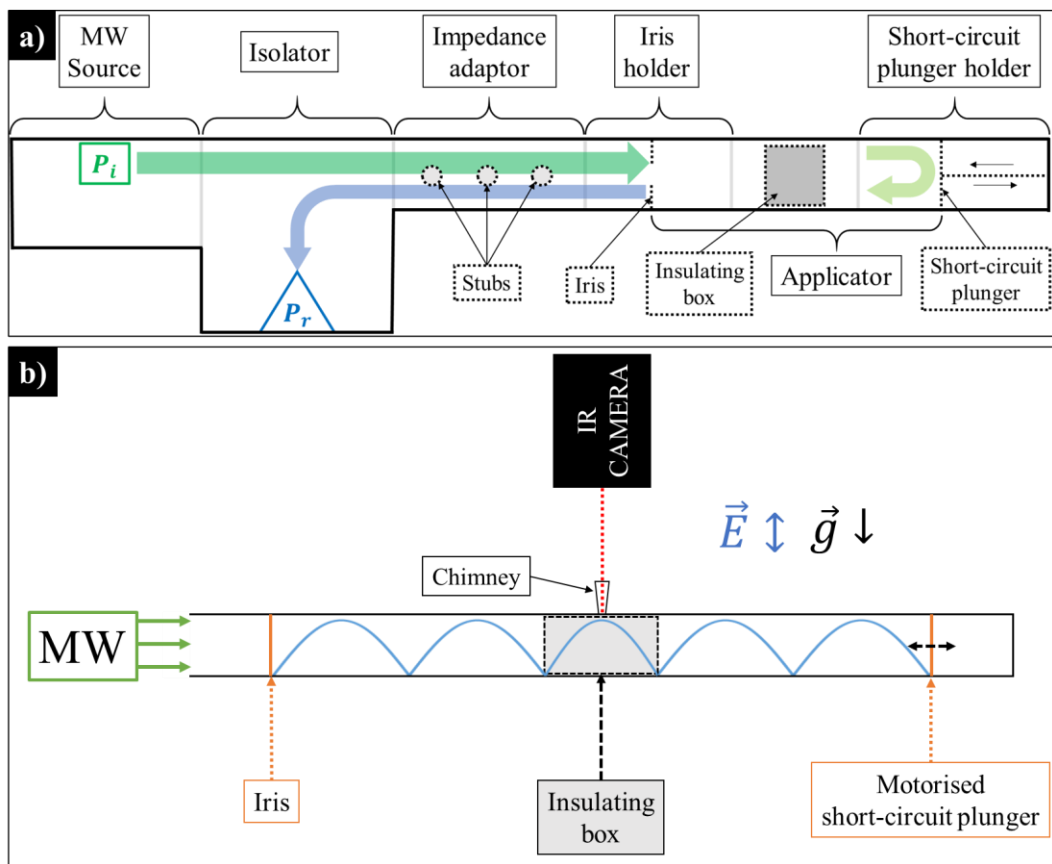 a)
MW
Source
Isolator
Impedance
adaptor
Iris
holder
Short-circuit
plunger holder
P_i
P_r
Stubs
Iris
Insulating
box
Applicator
Short-circuit
plunger
b)
IR
CAMERA
E⃗ ↕ g⃗ ↓
Chimney
MW
Iris
Insulating
box
Motorised
short-circuit plunger